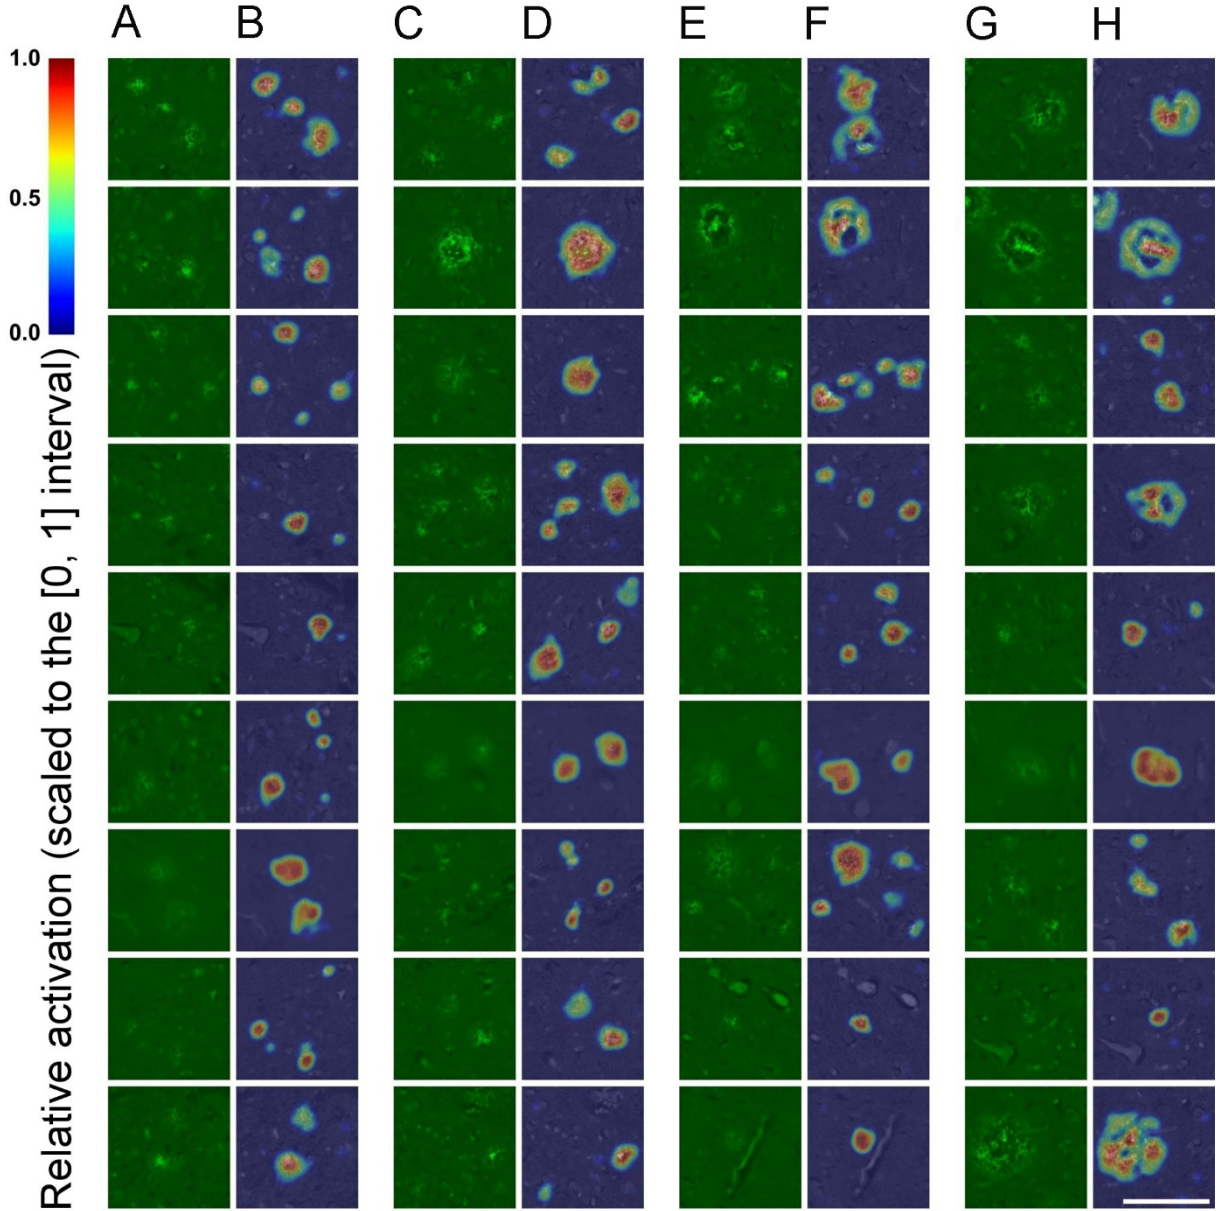 A B C D E F G H
1.0
0.5
0.0
Relative activation (scaled to the [0, 1] interval)